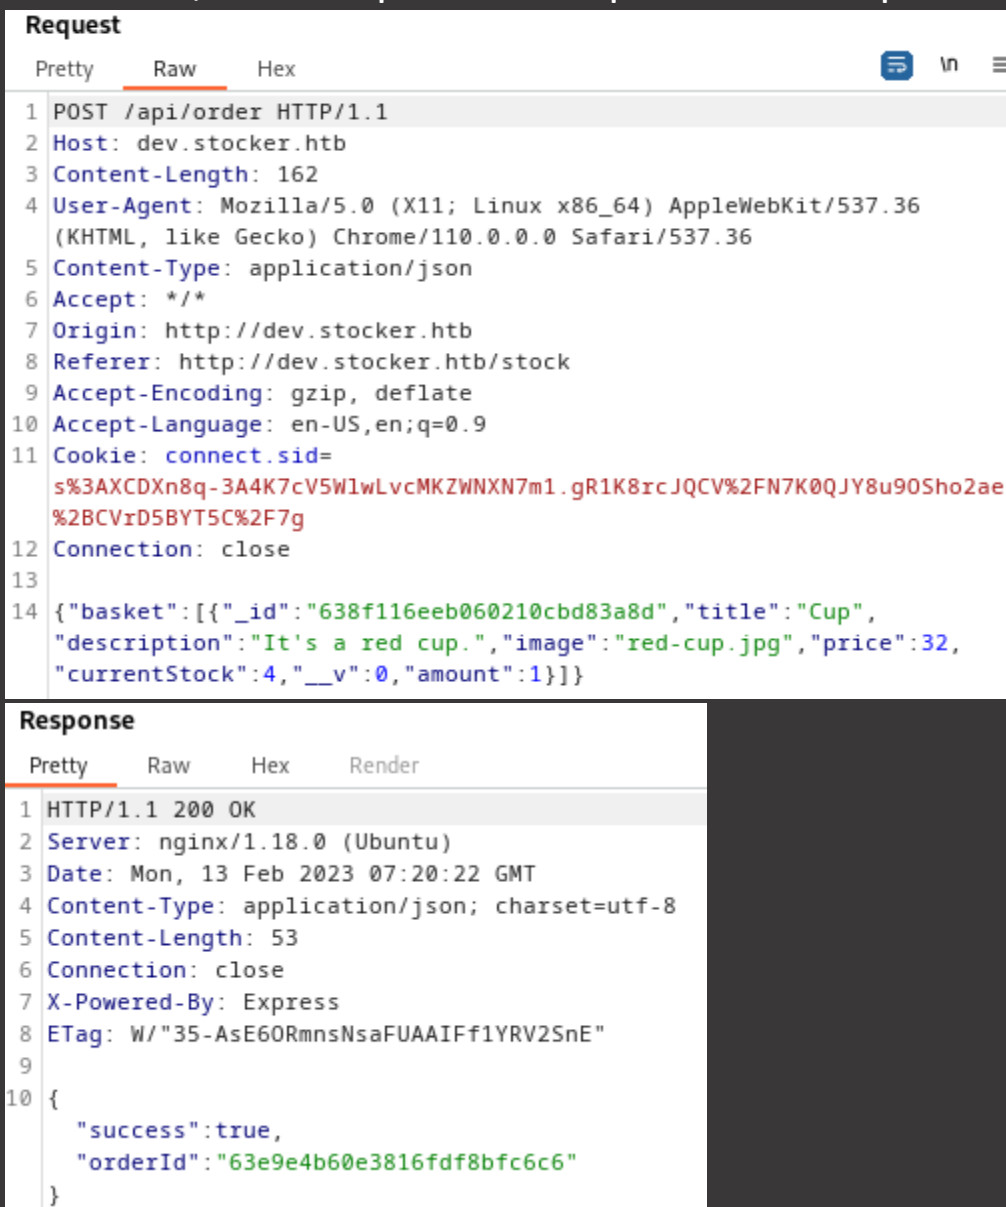 Request
Pretty Raw Hex \n
1 POST /api/order HTTP/1.1
2 Host: dev.stocker.htb
3 Content-Length: 162
4 User-Agent: Mozilla/5.0 (X11; Linux x86_64) AppleWebKit/537.36
(KHTML, like Gecko) Chrome/110.0.0.0 Safari/537.36
5 Content-Type: application/json
6 Accept: */*
7 Origin: http://dev.stocker.htb
8 Referer: http://dev.stocker.htb/stock
9 Accept-Encoding: gzip, deflate
10 Accept-Language: en-US,en;q=0.9
11 Cookie: connect.sid=
s%3AXCDXn8q-3A4K7cV5WlwLvcMKZWNXN7m1.gR1K8rcJQCV%2FN7K0QJY8u9OSho2ae
%2BCVrD5BYT5C%2F7g
12 Connection: close
13
14 {"basket":[{"_id":"638f116eeb060210cbd83a8d","title":"Cup",
"description":"It's a red cup.","image":"red-cup.jpg","price":32,
"currentStock":4,"__v":0,"amount":1}]}
Response
Pretty Raw Hex Render
1 HTTP/1.1 200 OK
2 Server: nginx/1.18.0 (Ubuntu)
3 Date: Mon, 13 Feb 2023 07:20:22 GMT
4 Content-Type: application/json; charset=utf-8
5 Content-Length: 53
6 Connection: close
7 X-Powered-By: Express
8 ETag: W/"35-AsE6ORmnsNsaFUAAIFf1YRV2SnE"
9
10 {
"success":true,
"orderId":"63e9e4b60e3816fdf8bfc6c6"
}